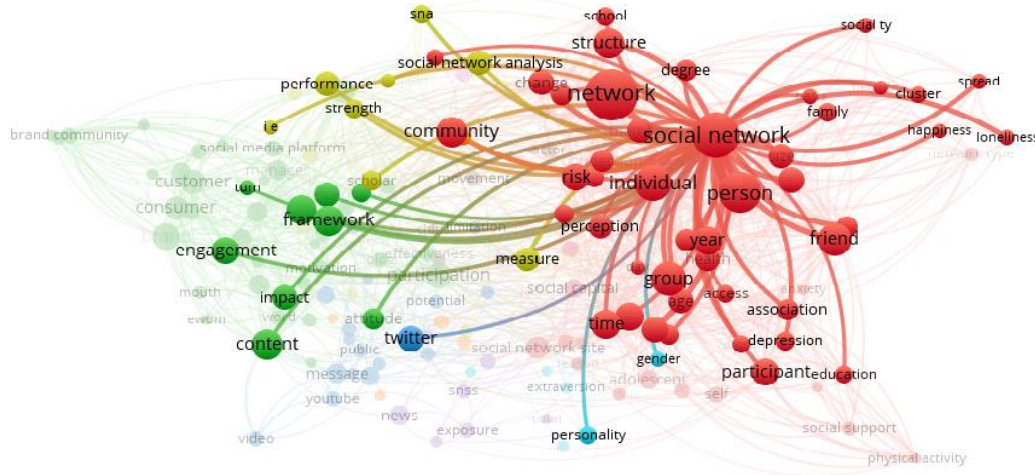 sna
school
social ty
structure
social network analysis
degree
performance
change
network
spread
cluster
strength
family
i e
community
social network
happiness
loneliness
brand community
social media platform
customer
movement
risk
individual
person
turn
scholar
consumer
framework
perception
year
friend
engagement
measure
health
motivation
effectiveness
participation
group
social capital
anxiety
mouth
impact
potential
age
access
association
ewom
word
attitude
time
content
twitter
public
gender
depression
social network site
message
participant
education
youtube
snss
extraversion
adolescent
self
news
exposure
personality
social support
video
physical activity